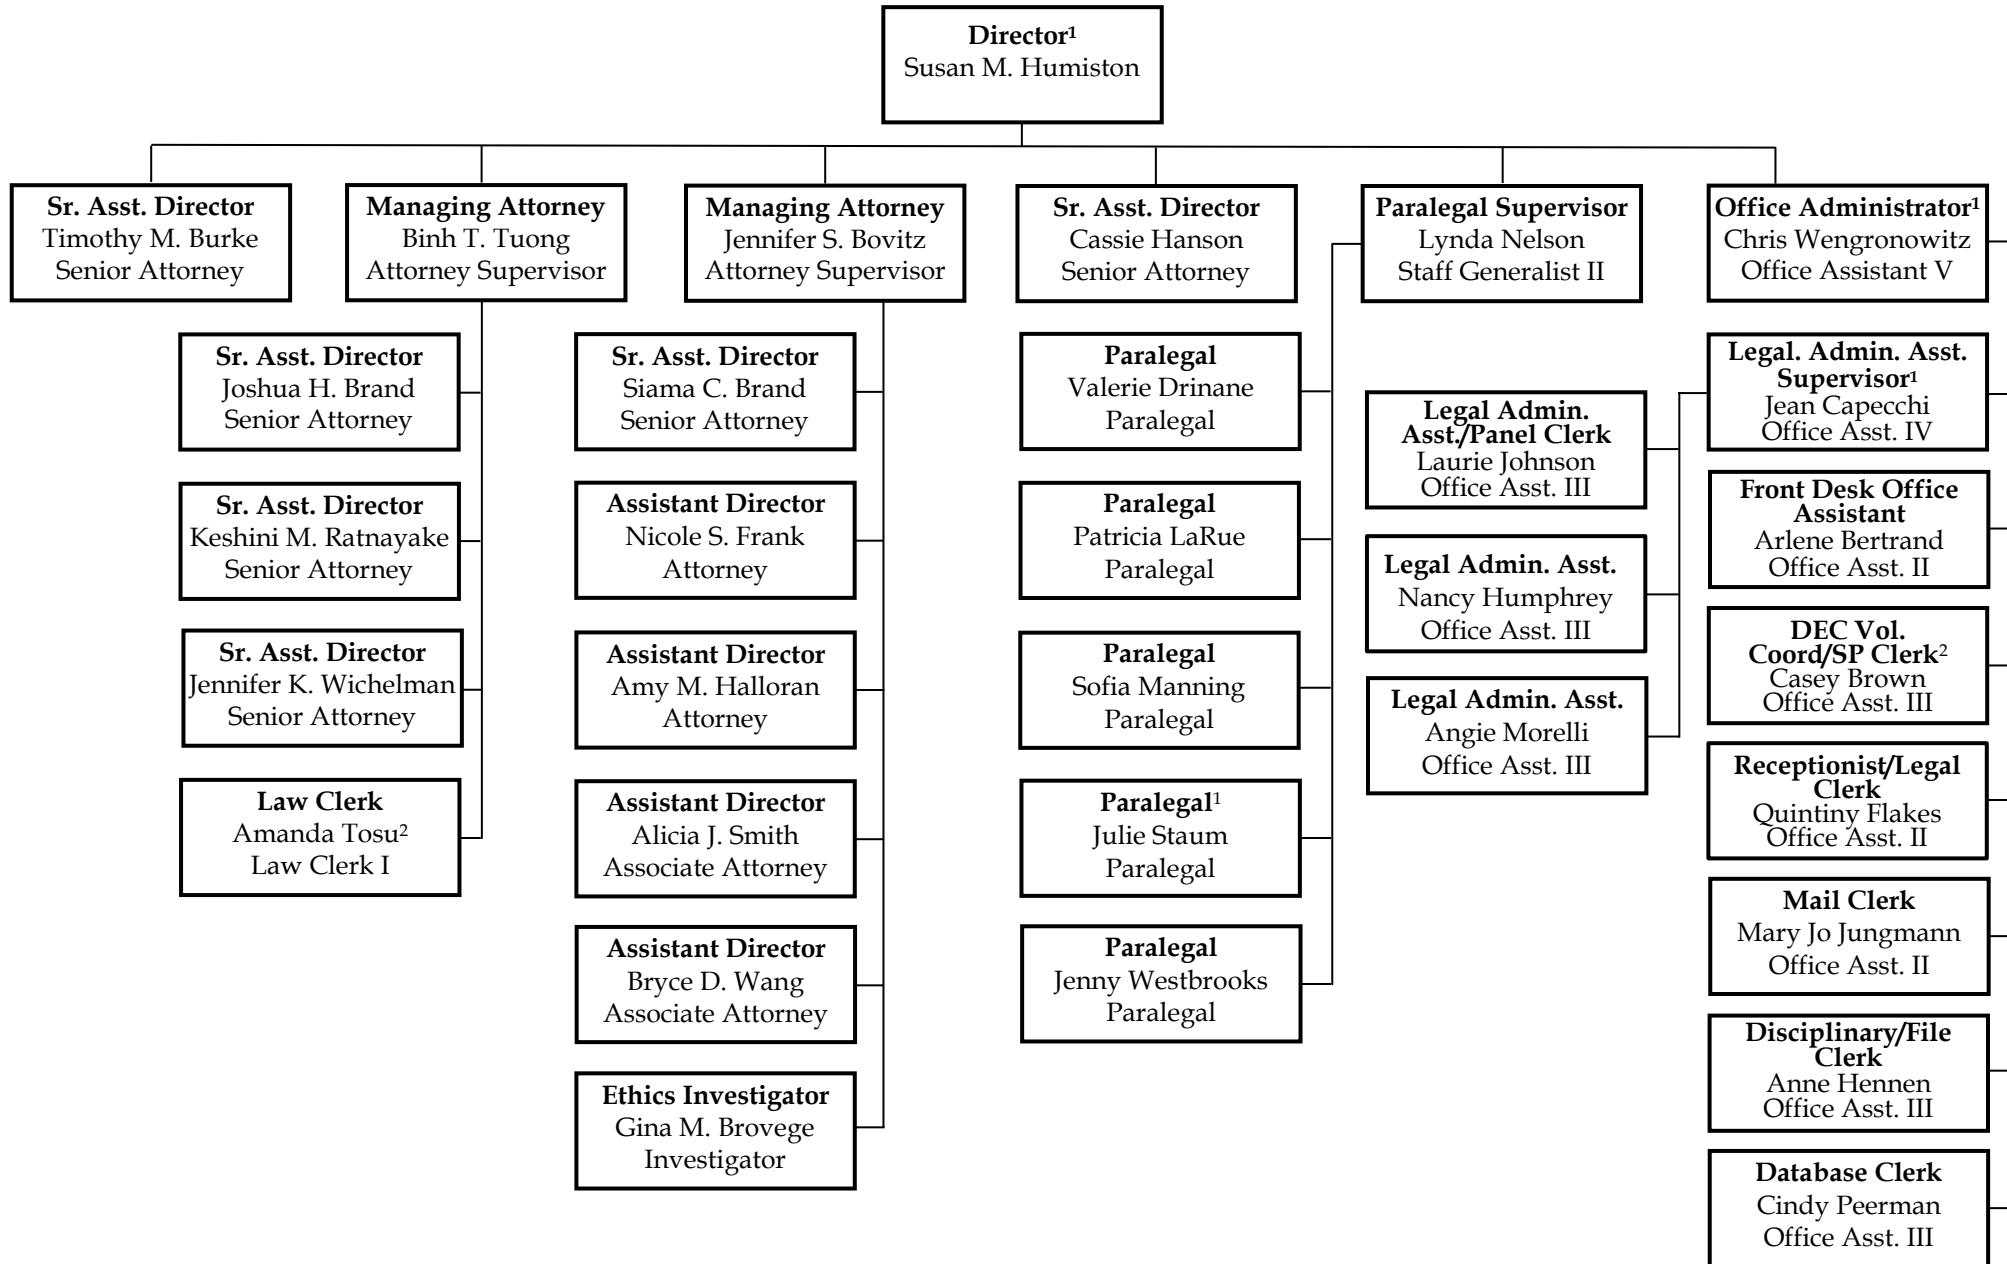 Director¹
Susan M. Humiston
Sr. Asst. Director
Timothy M. Burke
Senior Attorney
Managing Attorney
Binh T. Tuong
Attorney Supervisor
Managing Attorney
Jennifer S. Bovitz
Attorney Supervisor
Sr. Asst. Director
Cassie Hanson
Senior Attorney
Paralegal Supervisor
Lynda Nelson
Staff Generalist II
Office Administrator¹
Chris Wengronowitz
Office Assistant V
Sr. Asst. Director
Joshua H. Brand
Senior Attorney
Sr. Asst. Director
Keshini M. Ratnayake
Senior Attorney
Sr. Asst. Director
Jennifer K. Wichelman
Senior Attorney
Law Clerk
Amanda Tosu²
Law Clerk I
Sr. Asst. Director
Siama C. Brand
Senior Attorney
Assistant Director
Nicole S. Frank
Attorney
Assistant Director
Amy M. Halloran
Attorney
Assistant Director
Alicia J. Smith
Associate Attorney
Assistant Director
Bryce D. Wang
Associate Attorney
Ethics Investigator
Gina M. Brovege
Investigator
Paralegal
Valerie Drinane
Paralegal
Paralegal
Patricia LaRue
Paralegal
Paralegal
Sofia Manning
Paralegal
Paralegal¹
Julie Staum
Paralegal
Paralegal
Jenny Westbrooks
Paralegal
Legal Admin.
Asst./Panel Clerk
Laurie Johnson
Office Asst. III
Legal Admin. Asst.
Nancy Humphrey
Office Asst. III
Legal Admin. Asst.
Angie Morelli
Office Asst. III
Legal. Admin. Asst.
Supervisor¹
Jean Capecchi
Office Asst. IV
Front Desk Office
Assistant
Arlene Bertrand
Office Asst. II
DEC Vol.
Coord/SP Clerk²
Casey Brown
Office Asst. III
Receptionist/Legal
Clerk
Quintiny Flakes
Office Asst. II
Mail Clerk
Mary Jo Jungmann
Office Asst. II
Disciplinary/File
Clerk
Anne Hennen
Office Asst. III
Database Clerk
Cindy Peerman
Office Asst. III